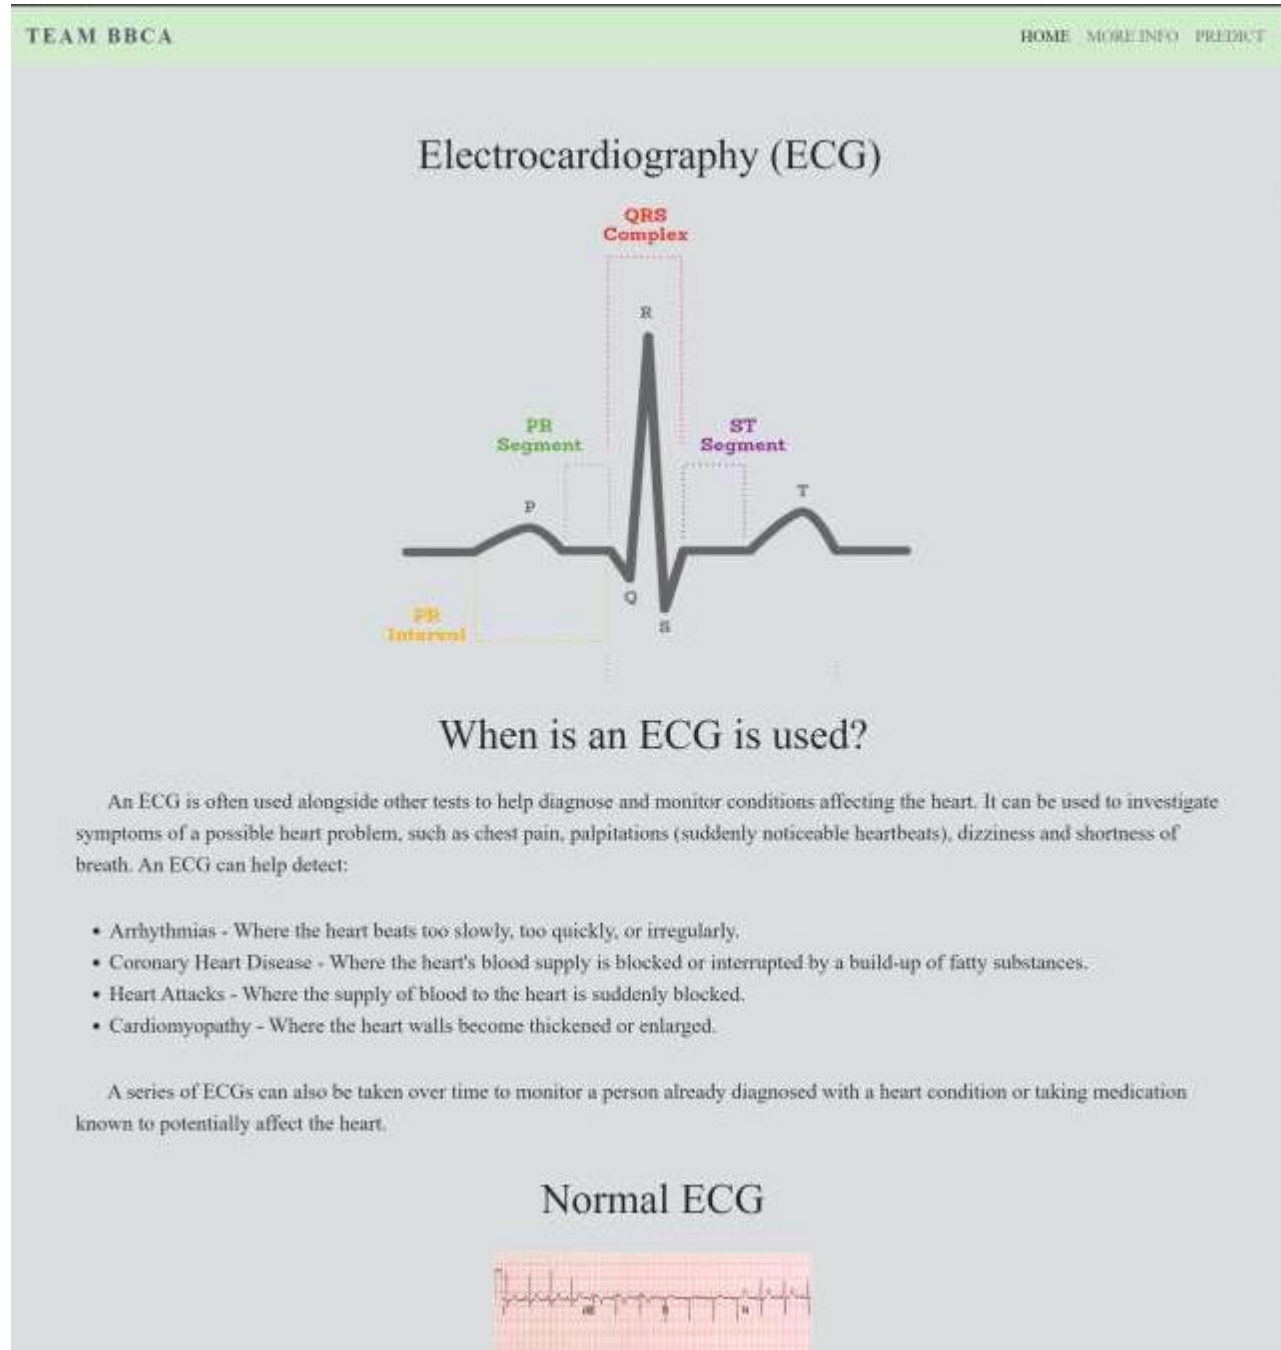 TEAM BBCA
HOME MORE INFO PREDICT
Electrocardiography (ECG)
QRS
Complex
R
PR
Segment
ST
Segment
P
T
Q
PR
Interval
S
When is an ECG is used?
An ECG is often used alongside other tests to help diagnose and monitor conditions affecting the heart. It can be used to investigate
symptoms of a possible heart problem, such as chest pain, palpitations (suddenly noticeable heartbeats), dizziness and shortness of
breath. An ECG can help detect:
• Arrhythmias - Where the heart beats too slowly, too quickly, or irregularly.
• Coronary Heart Disease - Where the heart's blood supply is blocked or interrupted by a build-up of fatty substances.
• Heart Attacks - Where the supply of blood to the heart is suddenly blocked.
• Cardiomyopathy - Where the heart walls become thickened or enlarged.
A series of ECGs can also be taken over time to monitor a person already diagnosed with a heart condition or taking medication
known to potentially affect the heart.
Normal ECG